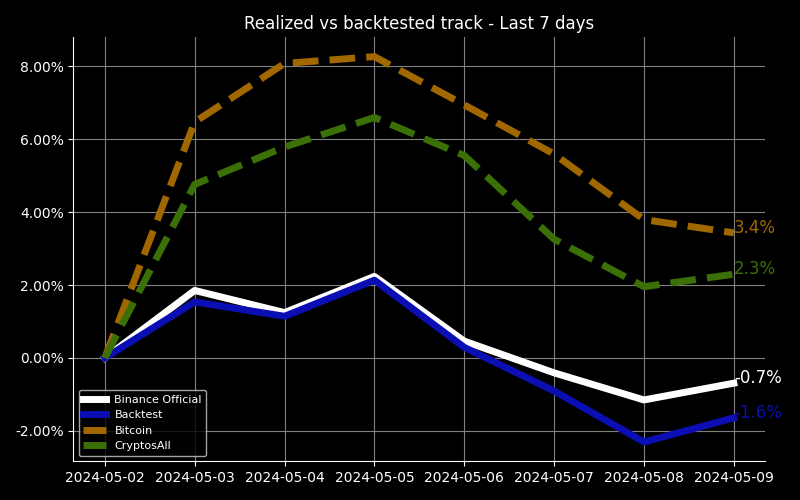 Realized vs backtested track - Last 7 days
8.00%
6.00%
4.00%
2.00%
0.00%
-2.00%
3.4%
2.3%
-0.7%
-1.6%
Binance Official
Backtest
Bitcoin
CryptosAll
2024-05-02 2024-05-03 2024-05-04 2024-05-05 2024-05-06 2024-05-07 2024-05-08 2024-05-09